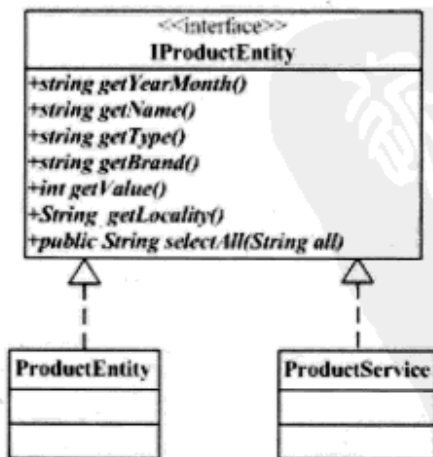 <<interface>>
IProductEntity
+string getYearMonth()
+string getName()
+string getType()
+string getBrand()
+int getValue()
+String getLocality()
+public String selectAll(String all)
ProductEntity
ProductService